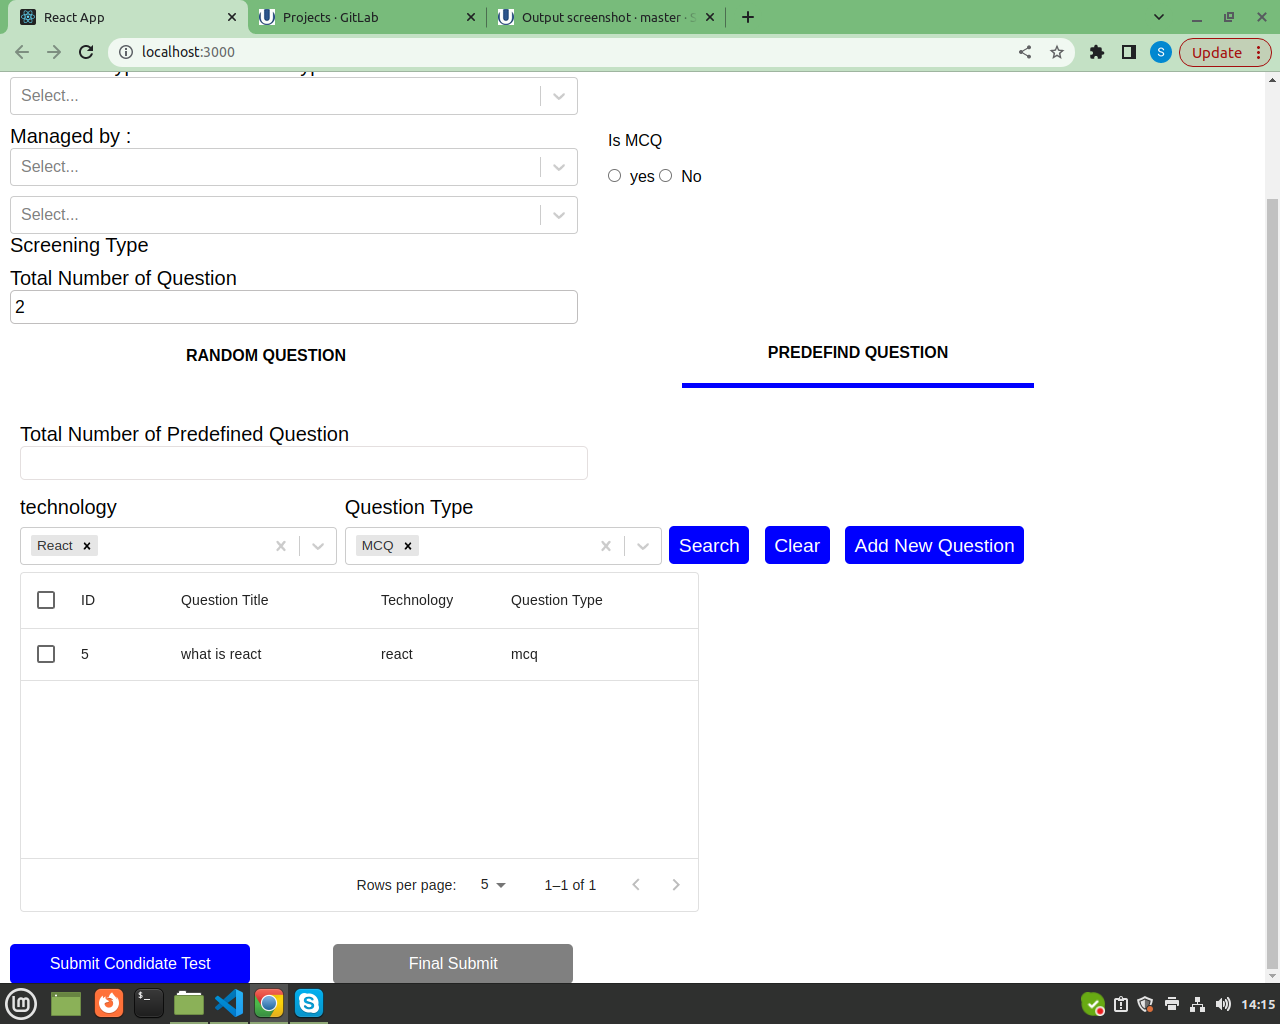 React App
Projects · GitLab
Output screenshot · master ·
localhost:3000
S
Update
Select...
Managed by :
Is MCQ
Select...
yes No
Select...
Screening Type
Total Number of Question
2
RANDOM QUESTION
PREDEFIND QUESTION
Total Number of Predefined Question
technology
Question Type
React
MCQ
Search
Clear
Add New Question
ID Question Title Technology Question Type
5 what is react react mcq
Rows per page: 5 1–1 of 1
Submit Condidate Test
Final Submit
14:15